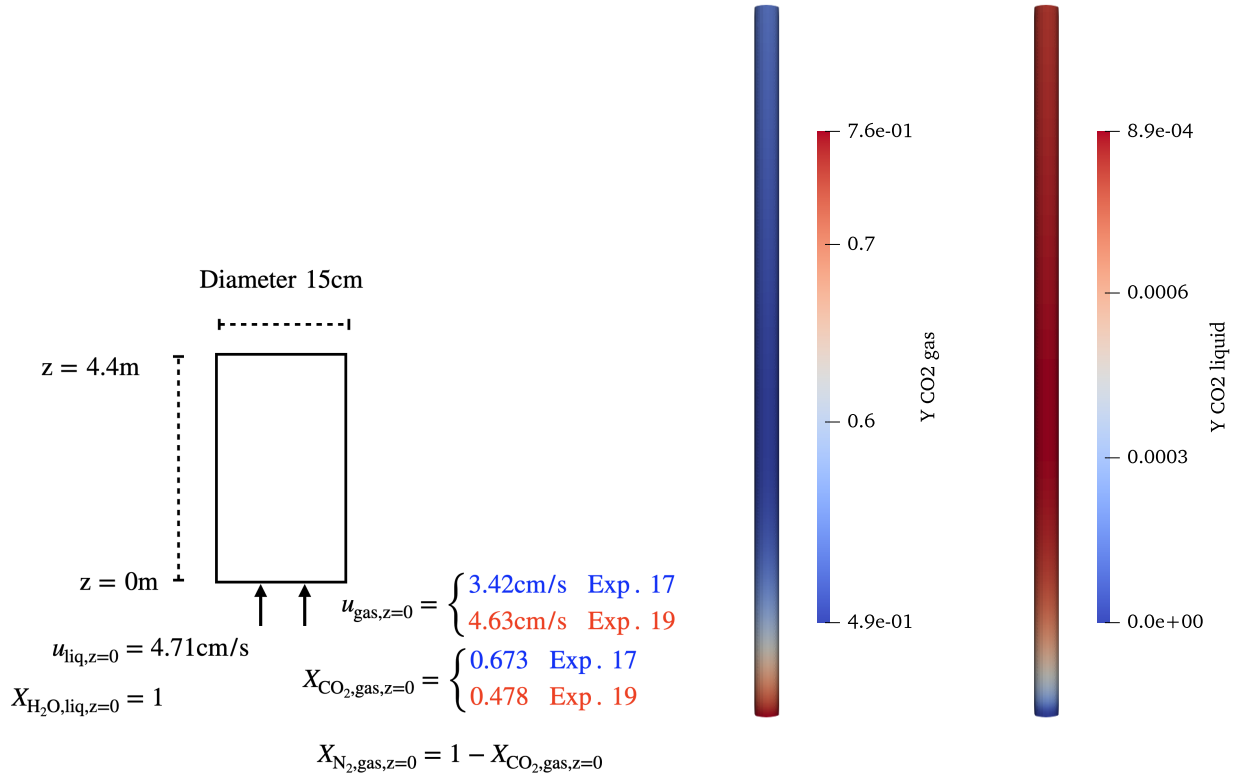 Diameter 15cm
z = 4.4m
z = 0m
u_liq,z=0 = 4.71cm/s
X_H₂O,liq,z=0 = 1
u_gas,z=0 = { 3.42cm/s Exp. 17
4.63cm/s Exp. 19
X_CO₂,gas,z=0 = { 0.673 Exp. 17
0.478 Exp. 19
X_N₂,gas,z=0 = 1 − X_CO₂,gas,z=0
7.6e-01
0.7
0.6
4.9e-01
Y CO2 gas
8.9e-04
0.0006
0.0003
0.0e+00
Y CO2 liquid